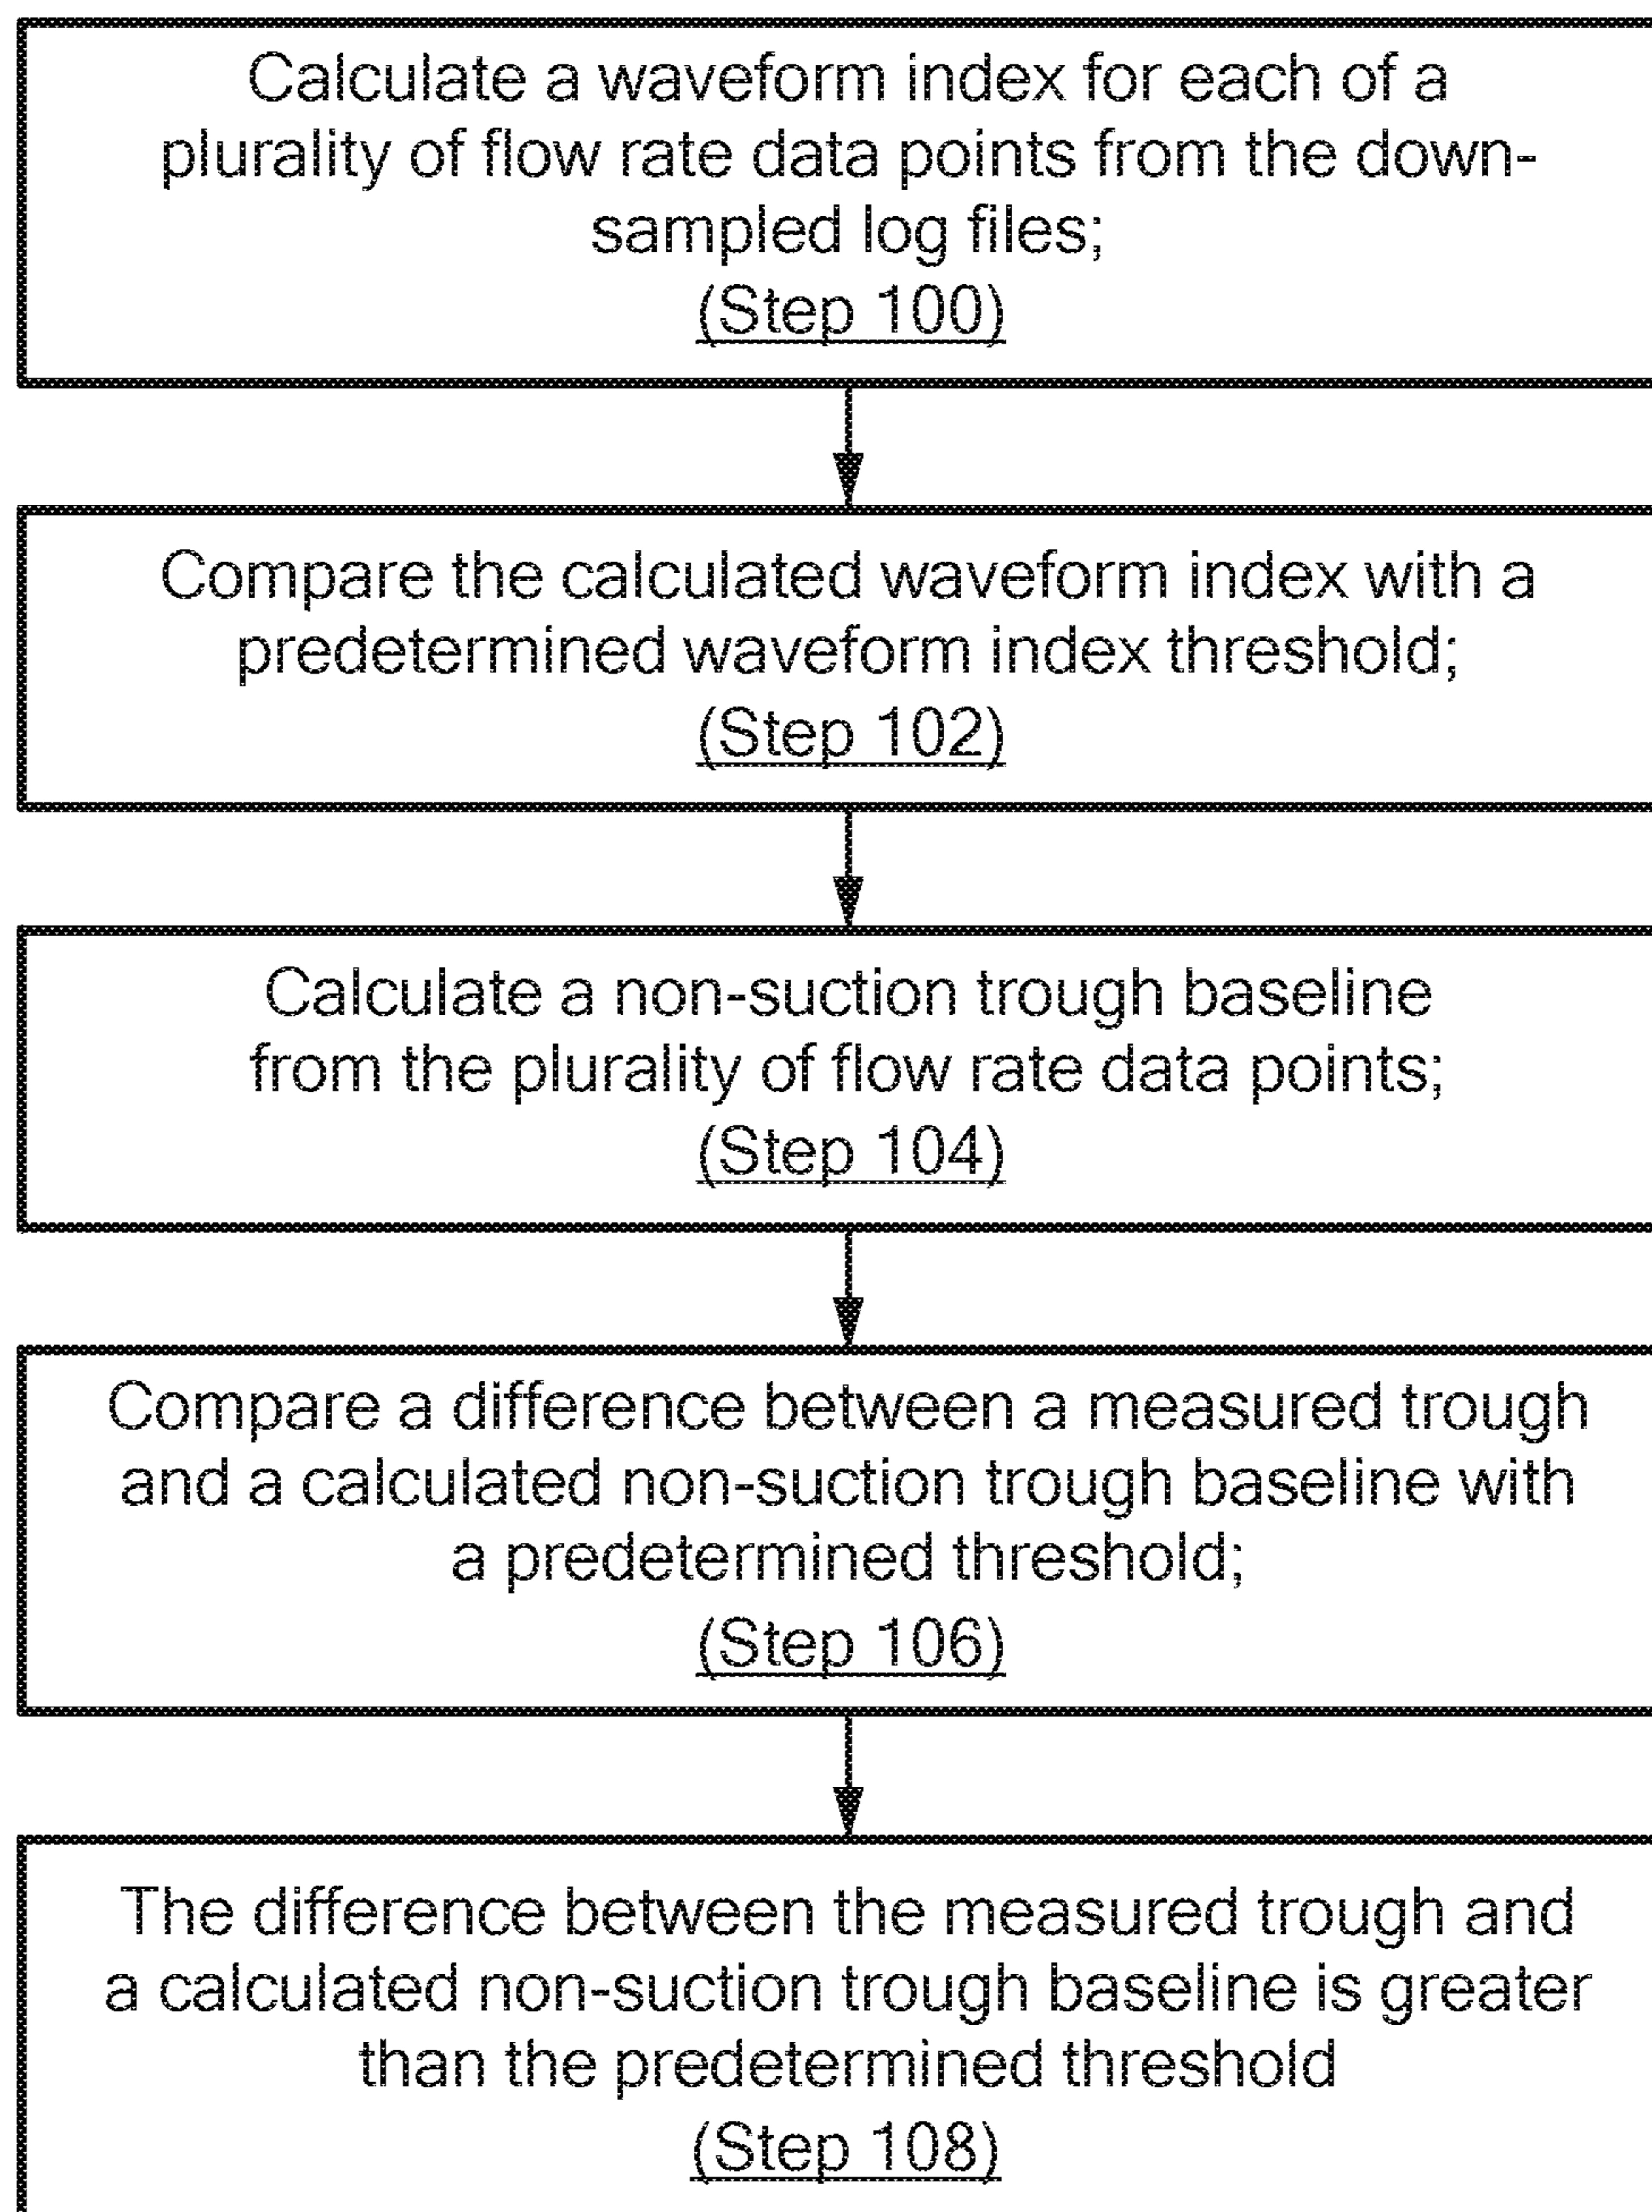 Calculate a waveform index for each of a
plurality of flow rate data points from the down-
sampled log files;
(Step 100)
Compare the calculated waveform index with a
predetermined waveform index threshold;
(Step 102)
Calculate a non-suction trough baseline
from the plurality of flow rate data points;
(Step 104)
Compare a difference between a measured trough
and a calculated non-suction trough baseline with
a predetermined threshold;
(Step 106)
The difference between the measured trough and
a calculated non-suction trough baseline is greater
than the predetermined threshold
(Step 108)